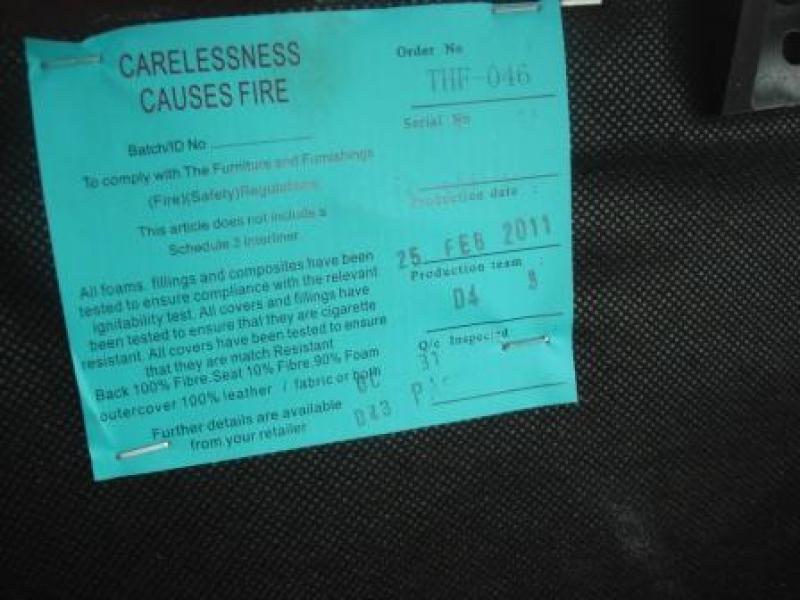 CARELESSNESS
CAUSES FIRE
Batch/ID No
To comply with The Furniture and Furnishings
(Fire)(Safety)Regulations
This article does not include a
Schedule 3 Interliner
All foams, fillings and composites have been
tested to ensure compliance with the relevant
ignitability test. All covers and fillings have
been tested to ensure that they are cigarette
resistant. All covers have been tested to ensure
that they are match Resistant
Back 100% Fibre.Seat 10% Fibre.90% Foam
outercover 100% leather / fabric or both
Further details are available
from your retailer
Order No
THF-046
Serial No
Production date :
25 FEB 2011
Production team :
D4 9
Q/c Inspected
31